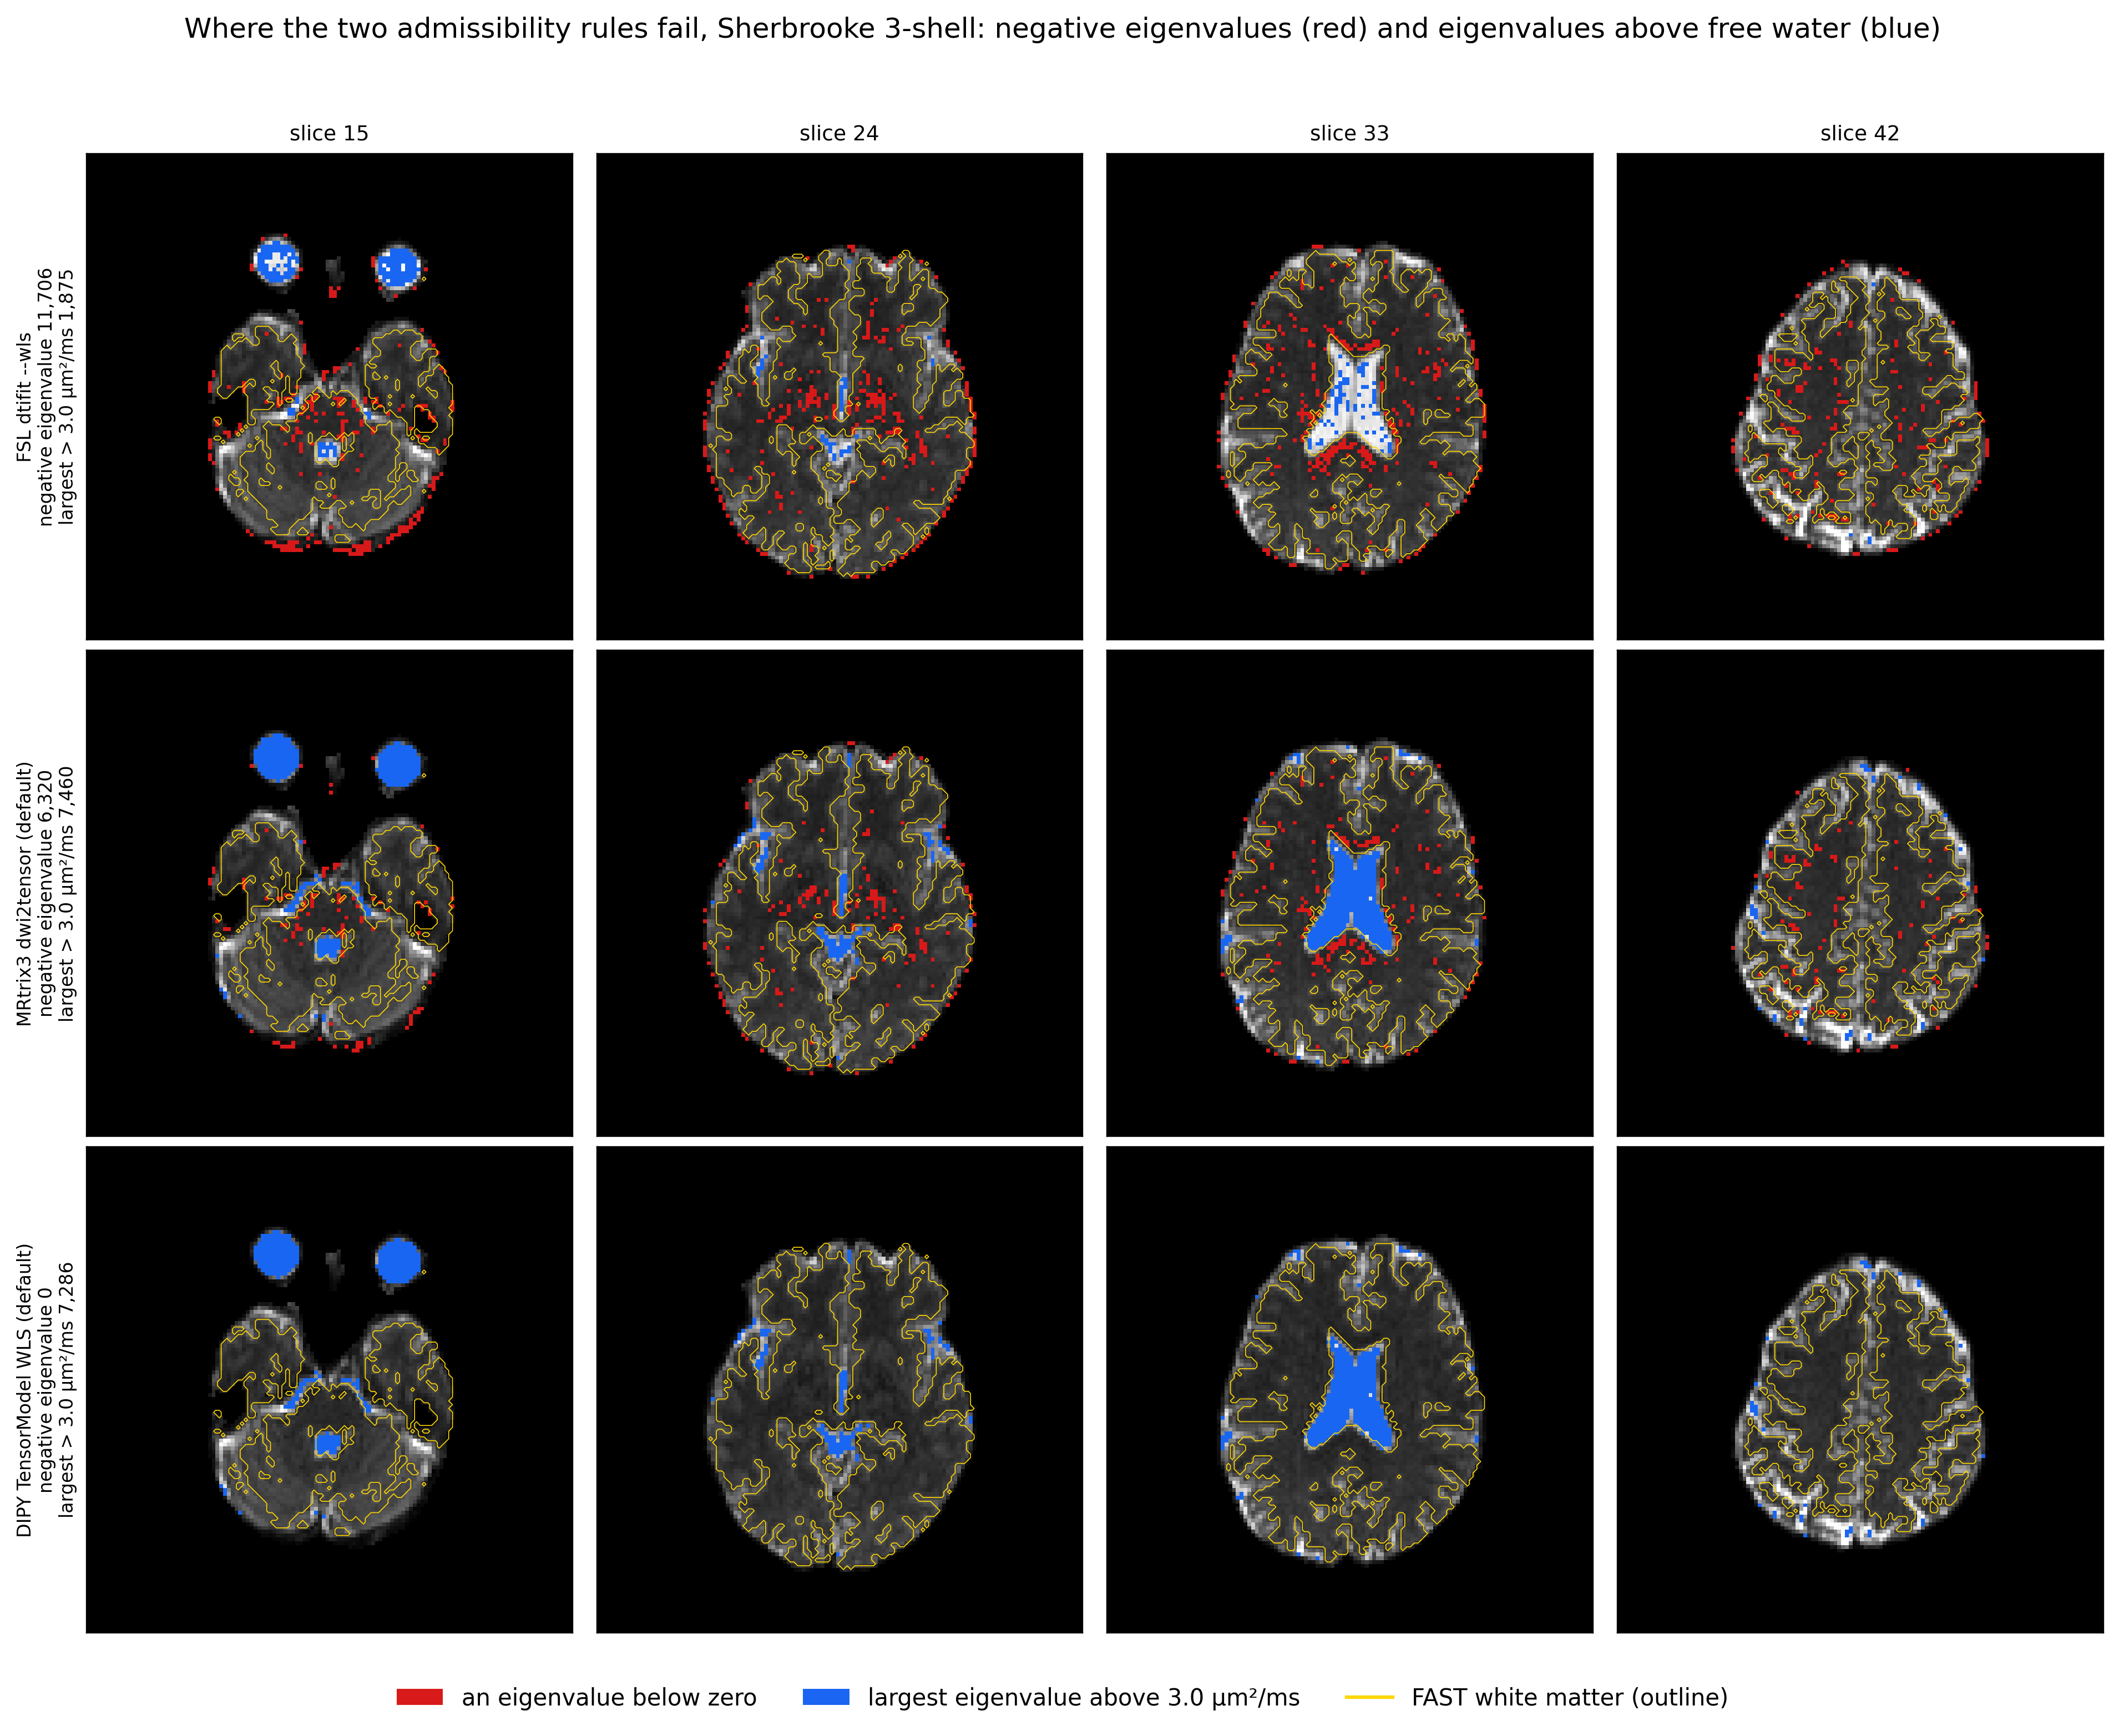 Where the two admissibility rules fail, Sherbrooke 3-shell: negative eigenvalues (red) and eigenvalues above free water (blue)
slice 15
slice 24
slice 33
slice 42
FSL dtifit --wls
negative eigenvalue 11,706
largest > 3.0 µm²/ms 1,875
MRtrix3 dwi2tensor (default)
negative eigenvalue 6,320
largest > 3.0 µm²/ms 7,460
DIPY TensorModel WLS (default)
negative eigenvalue 0
largest > 3.0 µm²/ms 7,286
an eigenvalue below zero
largest eigenvalue above 3.0 µm²/ms
FAST white matter (outline)